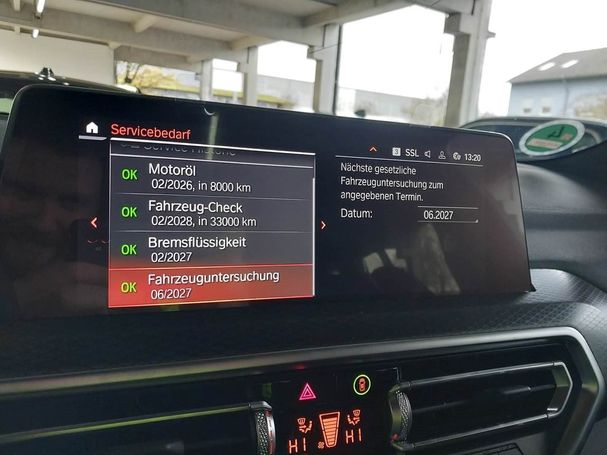 Servicebedarf
Service Historie
OK Motoröl
02/2026, in 8000 km
OK Fahrzeug-Check
02/2028, in 33000 km
OK Bremsflüssigkeit
02/2027
OK Fahrzeuguntersuchung
06/2027
3 SSL 13:20
Nächste gesetzliche
Fahrzeuguntersuchung zum
angegebenen Termin.
Datum: 06.2027
HI HI